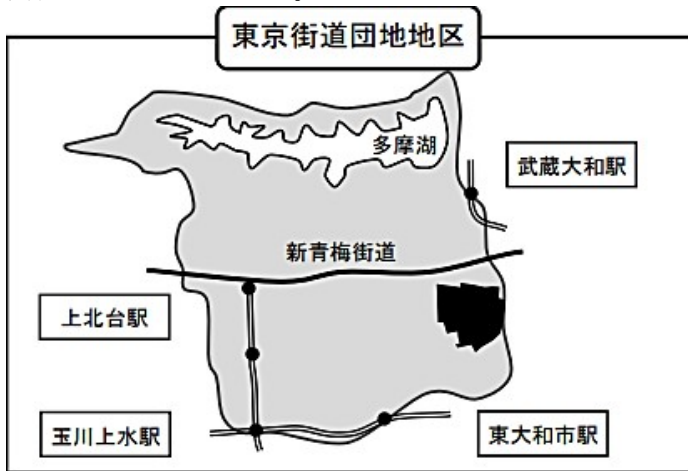 東京街道団地地区
多摩湖
武蔵大和駅
新青梅街道
上北台駅
玉川上水駅
東大和市駅